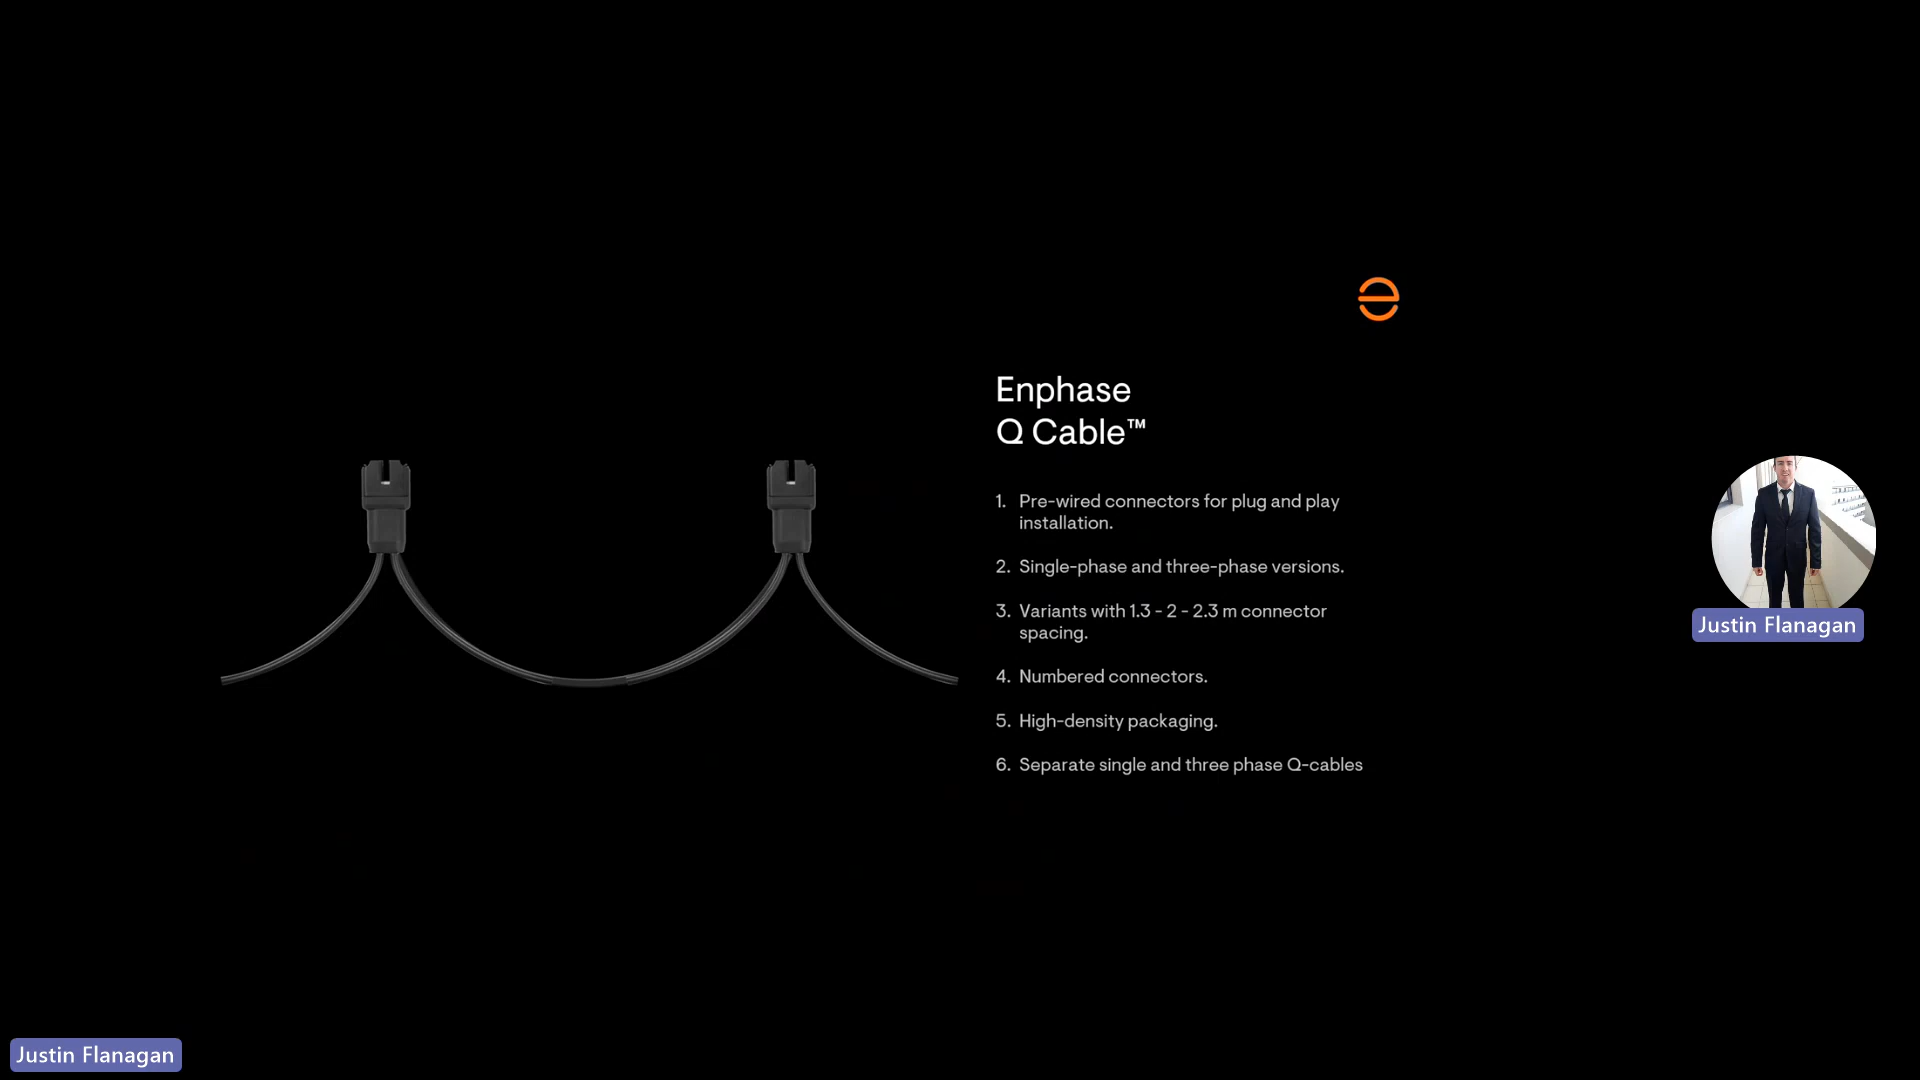 Enphase
Q Cable™
1. Pre-wired connectors for plug and play
installation.
2. Single-phase and three-phase versions.
3. Variants with 1.3 - 2 - 2.3 m connector
spacing.
4. Numbered connectors.
5. High-density packaging.
6. Separate single and three phase Q-cables
Justin Flanagan
Justin Flanagan